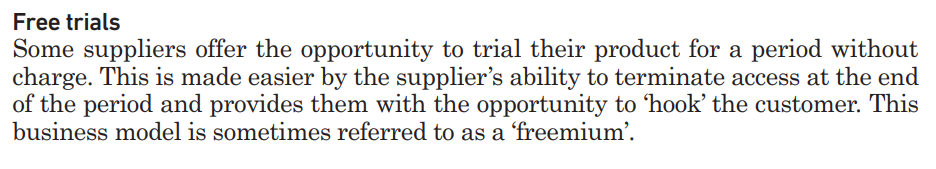 Free trials
Some suppliers offer the opportunity to trial their product for a period without
charge. This is made easier by the supplier’s ability to terminate access at the end
of the period and provides them with the opportunity to ‘hook’ the customer. This
business model is sometimes referred to as a ‘freemium’.